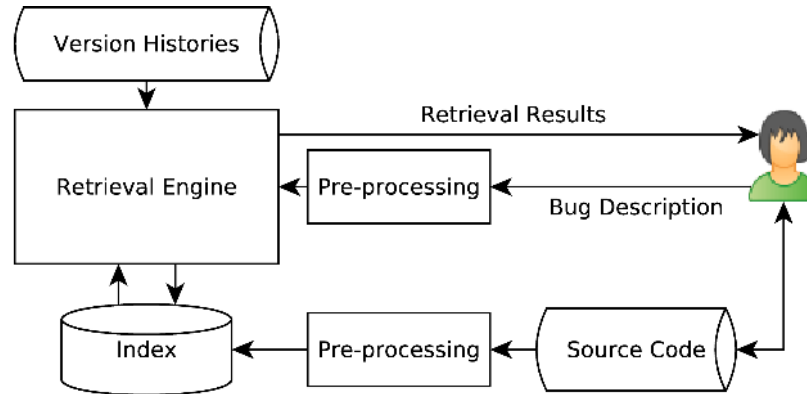 Version Histories
Retrieval Results
Retrieval Engine
Pre-processing
Bug Description
Index
Pre-processing
Source Code